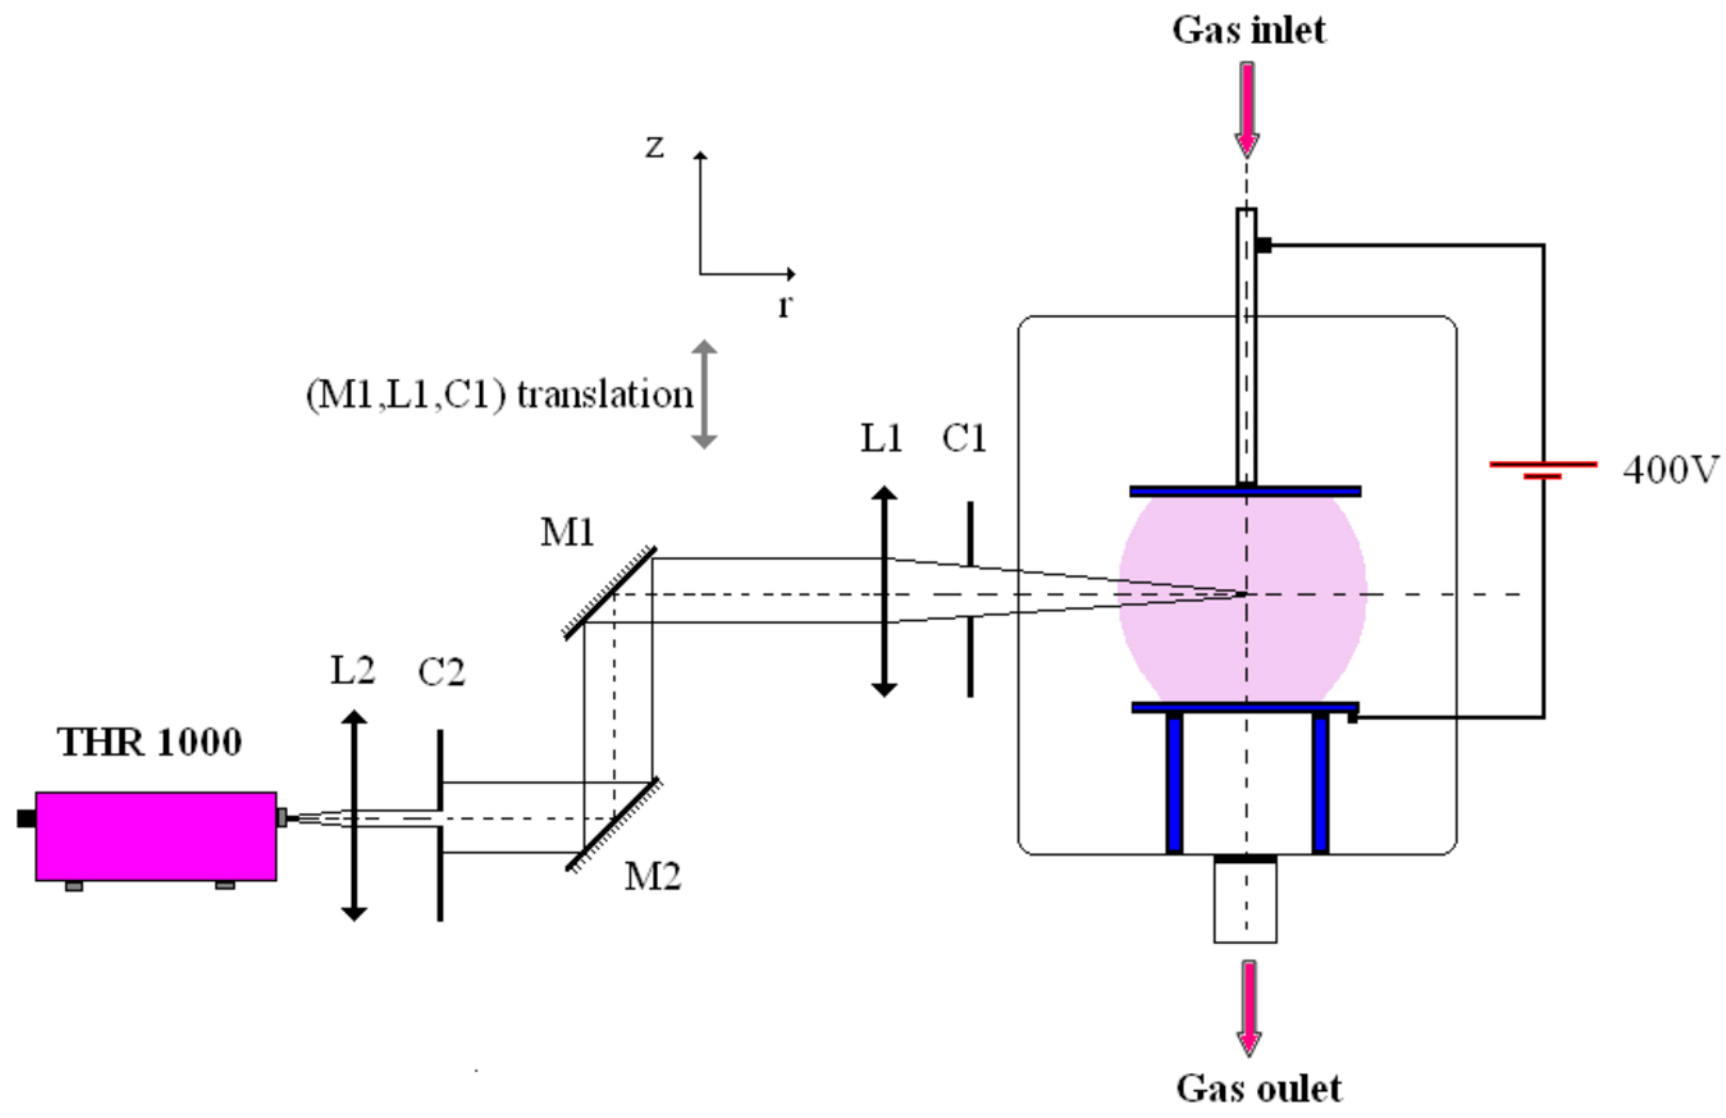 Gas inlet
z
r
(M1,L1,C1) translation
L1
C1
400V
M1
L2
C2
THR 1000
M2
Gas oulet